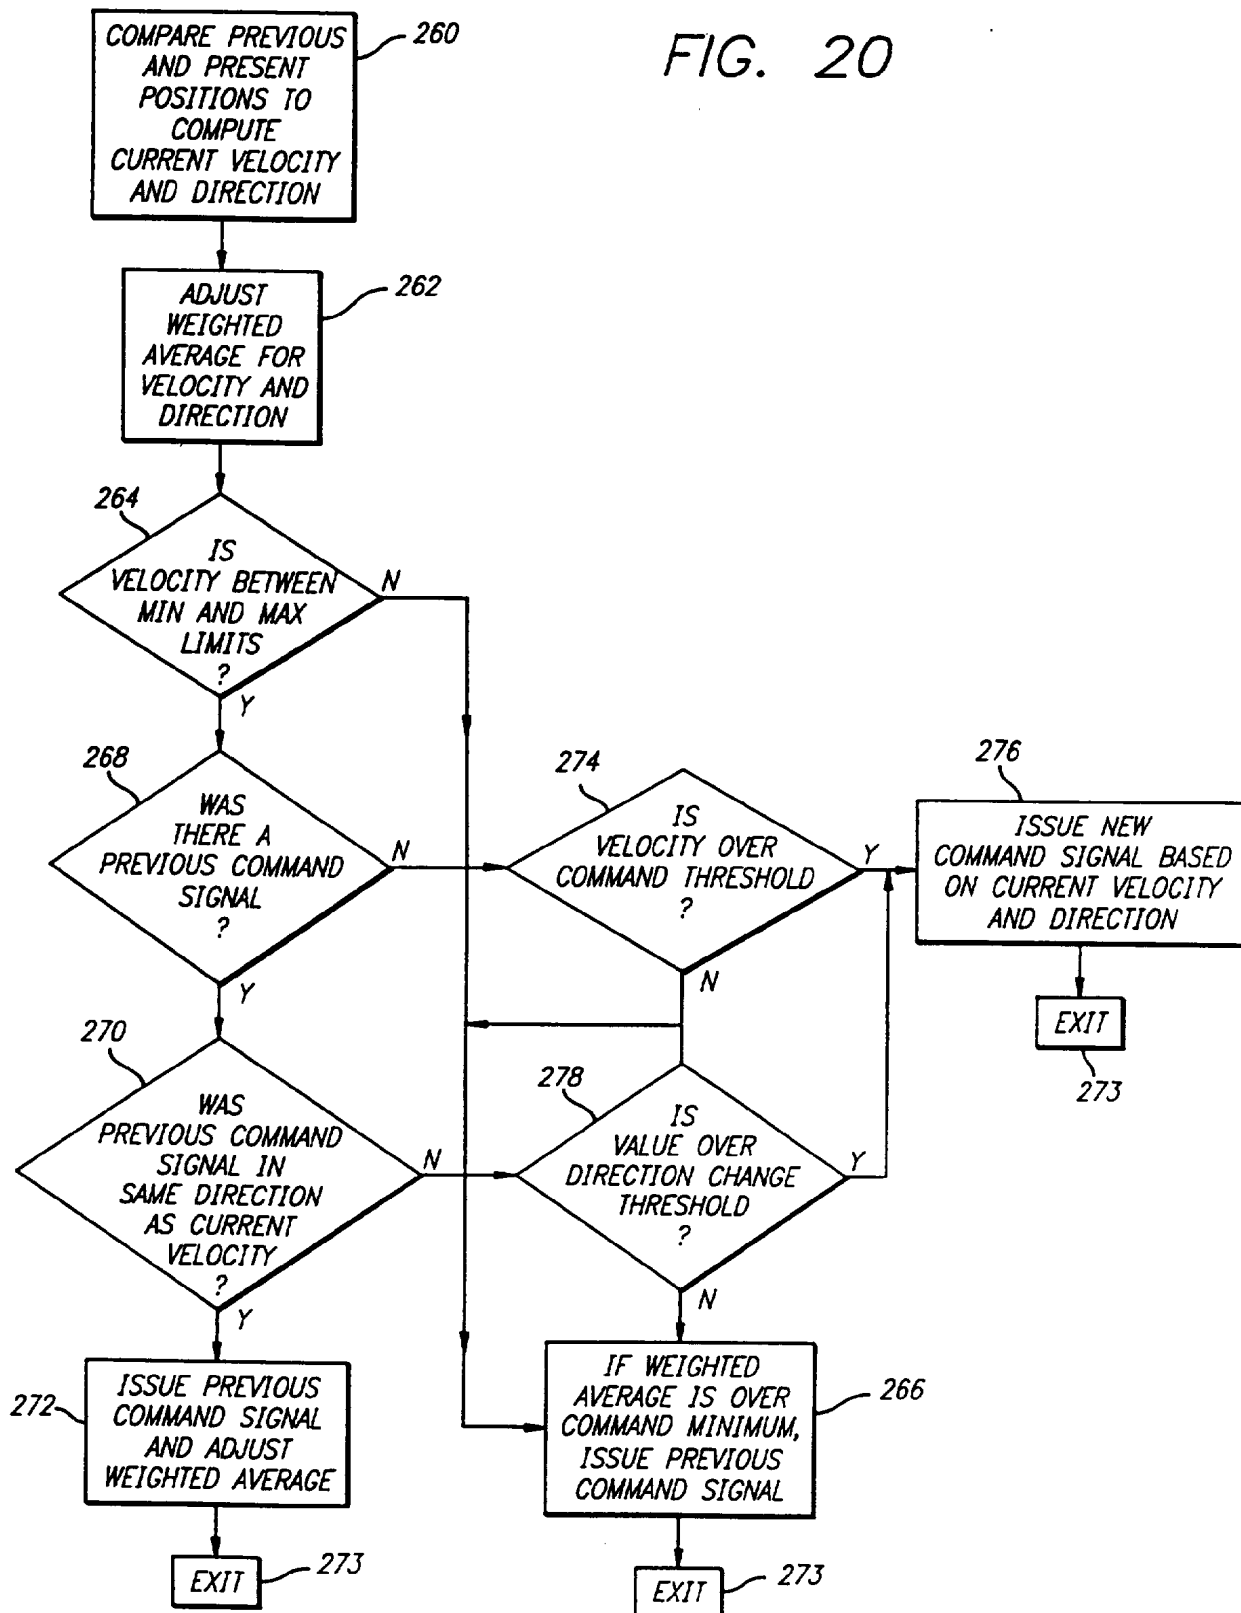 FIG. 20
COMPARE PREVIOUS
AND PRESENT
POSITIONS TO
COMPUTE
CURRENT VELOCITY
AND DIRECTION
260
ADJUST
WEIGHTED
AVERAGE FOR
VELOCITY AND
DIRECTION
262
264
IS
VELOCITY BETWEEN
MIN AND MAX
LIMITS
?
N
Y
268
WAS
THERE A
PREVIOUS COMMAND
SIGNAL
?
N
Y
274
IS
VELOCITY OVER
COMMAND THRESHOLD
?
Y
N
276
ISSUE NEW
COMMAND SIGNAL BASED
ON CURRENT VELOCITY
AND DIRECTION
EXIT
273
270
WAS
PREVIOUS COMMAND
SIGNAL IN
SAME DIRECTION
AS CURRENT
VELOCITY
?
N
Y
278
IS
VALUE OVER
DIRECTION CHANGE
THRESHOLD
?
Y
N
272
ISSUE PREVIOUS
COMMAND SIGNAL
AND ADJUST
WEIGHTED AVERAGE
EXIT
273
IF WEIGHTED
AVERAGE IS OVER
COMMAND MINIMUM,
ISSUE PREVIOUS
COMMAND SIGNAL
266
EXIT
273